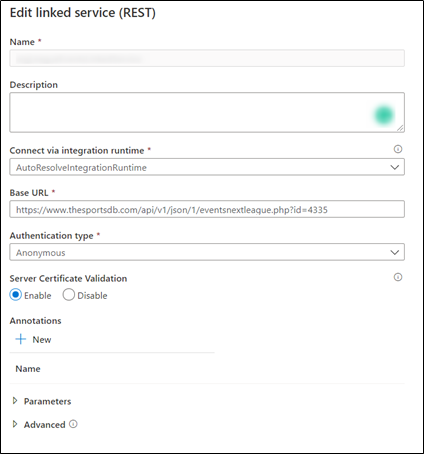 Edit linked service (REST)
Name *
Description
Connect via integration runtime *
AutoResolveIntegrationRuntime
Base URL *
https://www.thesportsdb.com/api/v1/json/1/eventsnextleague.php?id=4335
Authentication type *
Anonymous
Server Certificate Validation
Enable Disable
Annotations
New
Name
Parameters
Advanced